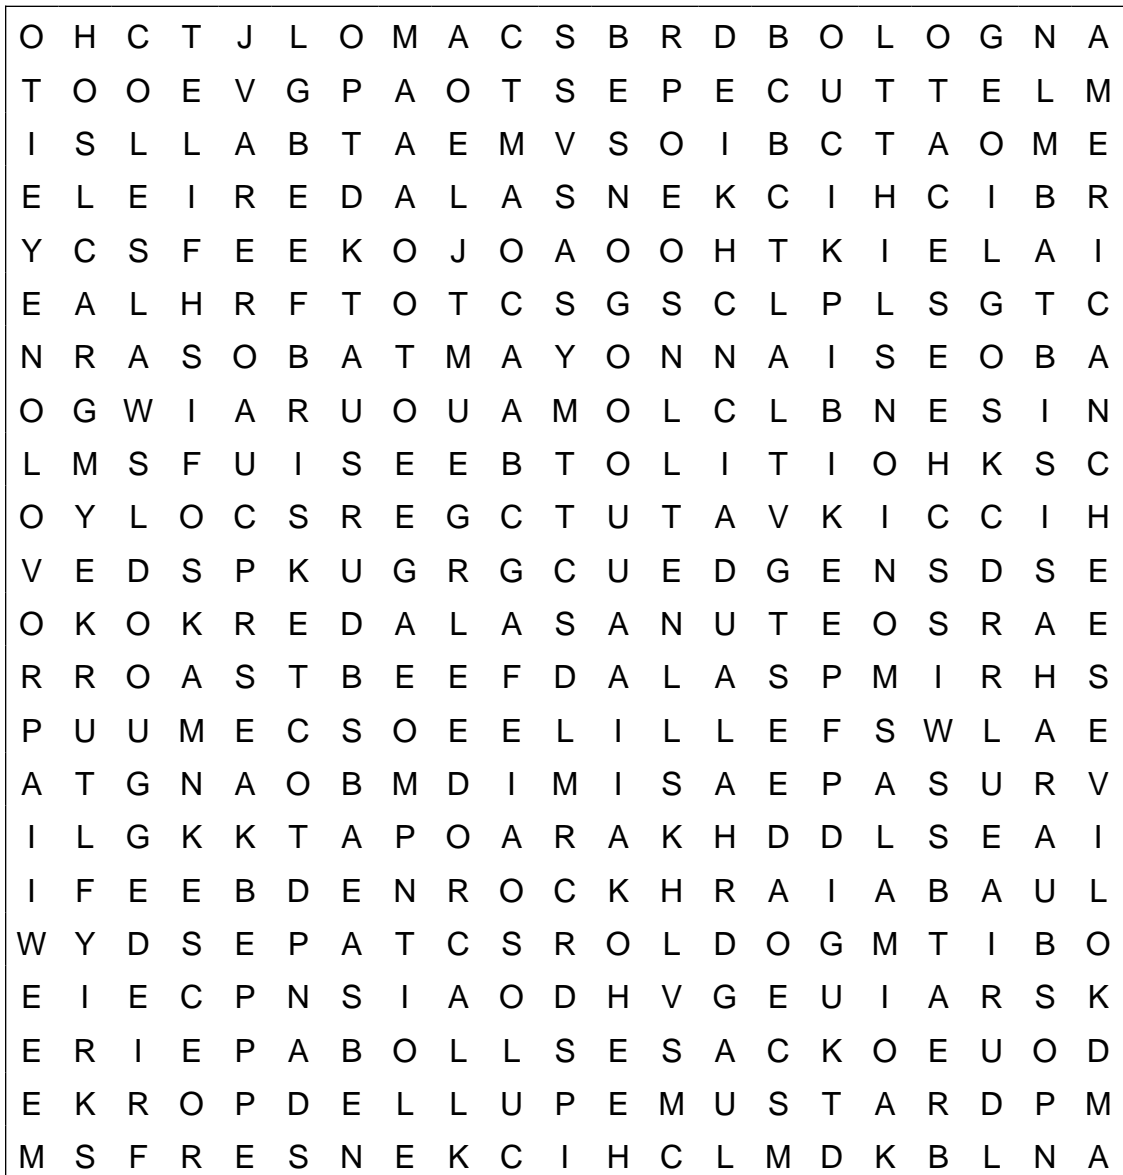 O H C T J L O M A C S B R D B O L O G N A
T O O E V G P A O T S E P E C U T T E L M
I S L L A B T A E M V S O I B C T A O M E
E L E I R E D A L A S N E K C I H C I B R
Y C S F E E K O J O A O O H T K I E L A I
E A L H R F T O T C S G S C L P L S G T C
N R A S O B A T M A Y O N N A I S E O B A
O G W I A R U O U A M O L C L B N E S I N
L M S F U I S E E B T O L I T I O H K S C
O Y L O C S R E G C T U T A V K I C C I H
V E D S P K U G R G C U E D G E N S D S E
O K O K R E D A L A S A N U T E O S R A E
R R O A S T B E E F D A L A S P M I R H S
P U U M E C S O E E L I L L E F S W L A E
A T G N A O B M D I M I S A E P A S U R V
I L G K K T A P O A R A K H D D L S E A I
I F E E B D E N R O C K H R A I A B A U L
W Y D S E P A T C S R O L D O G M T I B O
E I E C P N S I A O D H V G E U I A R S K
E R I E P A B O L L S E S A C K O E U O D
E K R O P D E L L U P E M U S T A R D P M
M S F R E S N E K C I H C L M D K B L N A